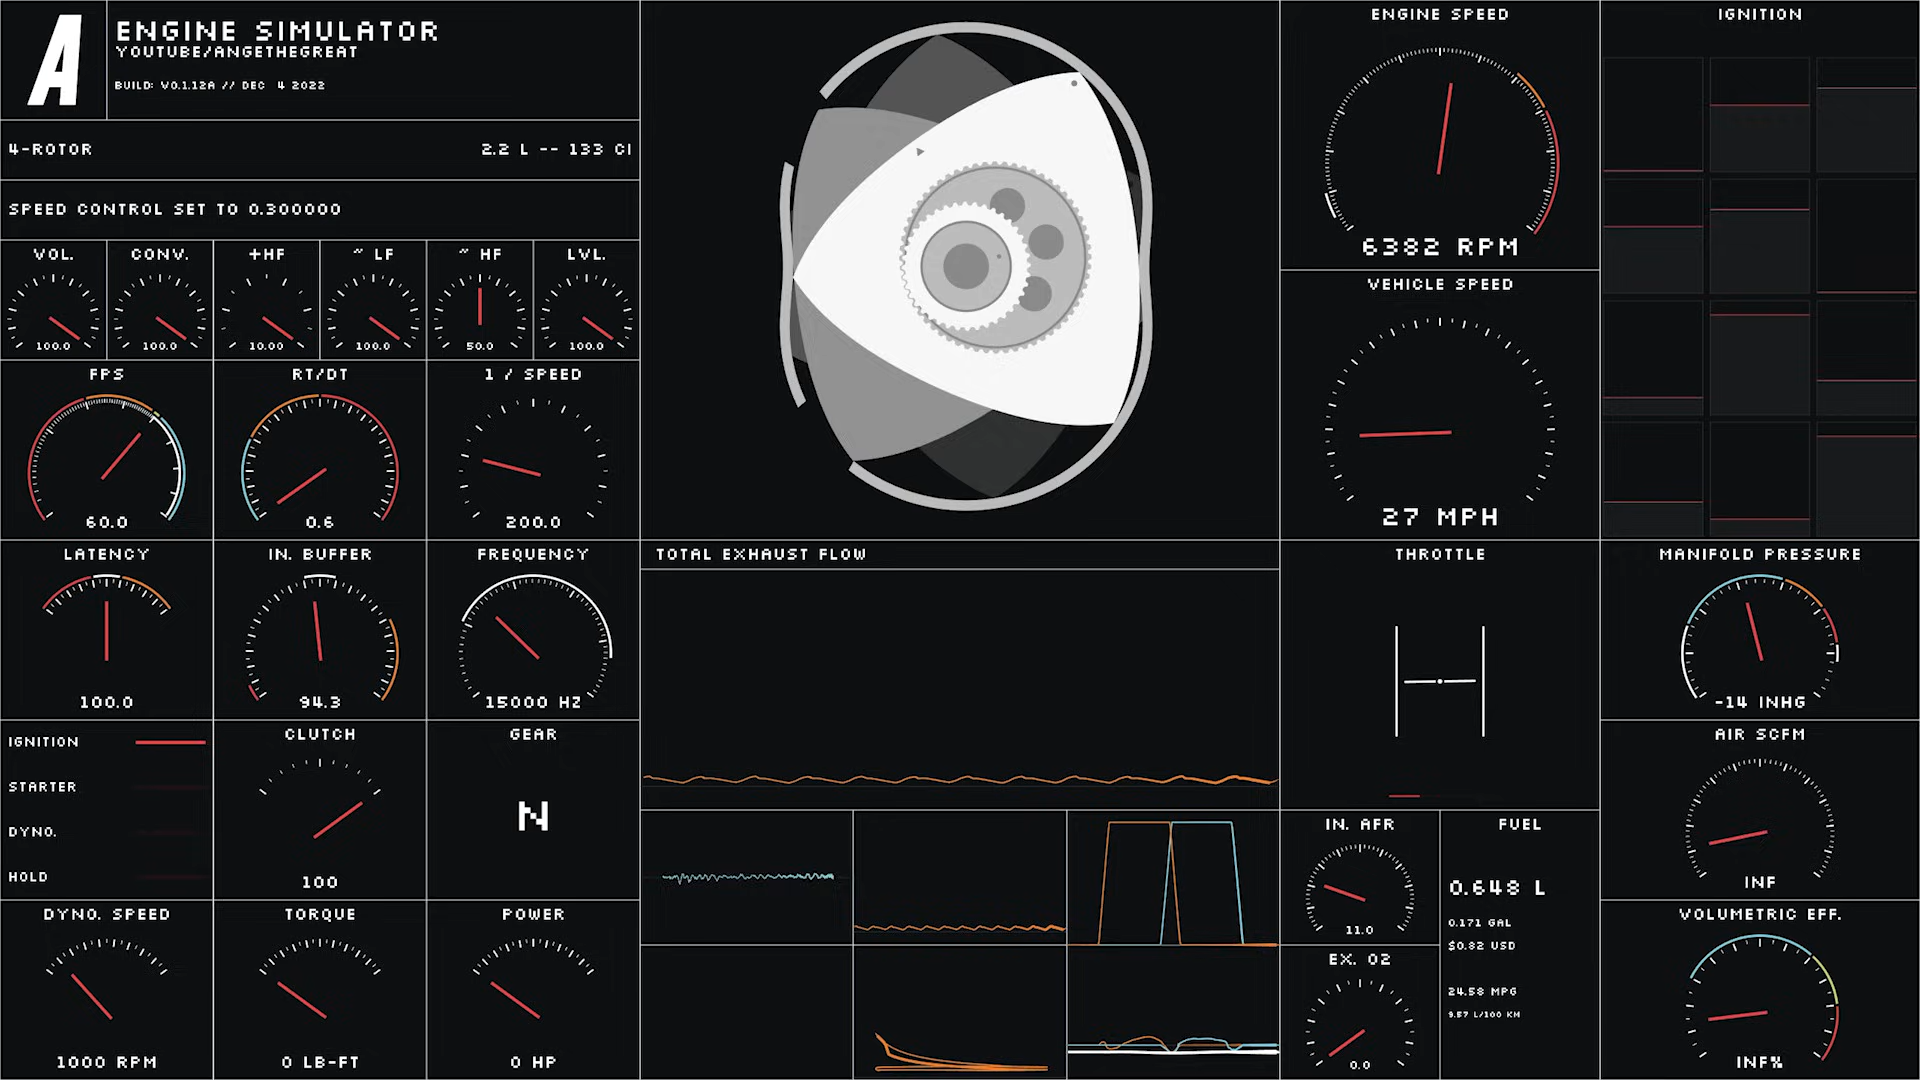 A
ENGINE SIMULATOR
YOUTUBE/ANGETHEGREAT
BUILD: V0.1.12A // DEC 4 2022
4-ROTOR
2.2 L -- 133 CI
SPEED CONTROL SET TO 0.300000
VOL.
CONV.
+HF
~ LF
~ HF
LVL.
100.0
100.0
10.00
100.0
50.0
100.0
FPS
RT/DT
1 / SPEED
60.0
0.6
200.0
LATENCY
IN. BUFFER
FREQUENCY
100.0
94.3
15000 HZ
IGNITION
STARTER
DYNO.
HOLD
CLUTCH
100
GEAR
N
DYNO. SPEED
TORQUE
POWER
1000 RPM
0 LB-FT
0 HP
TOTAL EXHAUST FLOW
ENGINE SPEED
6382 RPM
VEHICLE SPEED
27 MPH
THROTTLE
IN. AFR
11.0
EX. O2
0.0
FUEL
0.648 L
0.171 GAL
$0.82 USD
24.58 MPG
9.57 L/100 KM
IGNITION
MANIFOLD PRESSURE
-14 INHG
AIR SCFM
INF
VOLUMETRIC EFF.
INF%